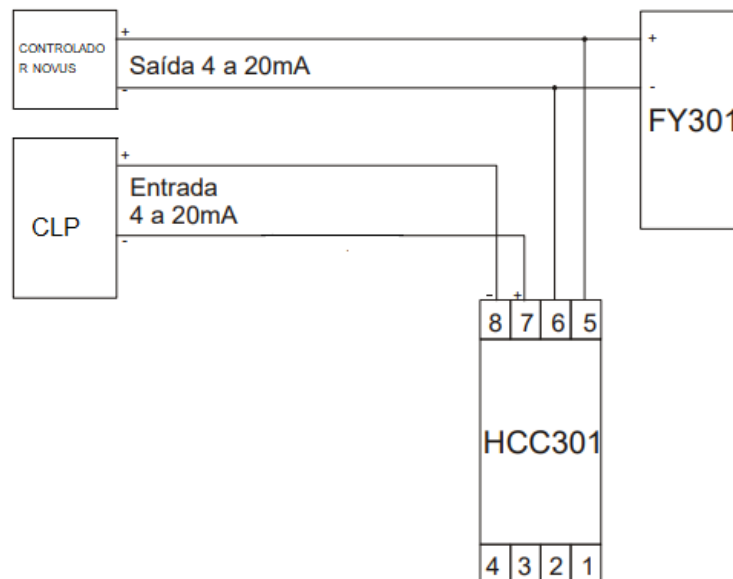 CONTROLADO
R NOVUS
+
-
Saída 4 a 20mA
+
-
FY301
CLP
+
-
Entrada
4 a 20mA
- +
8 7 6 5
HCC301
4 3 2 1